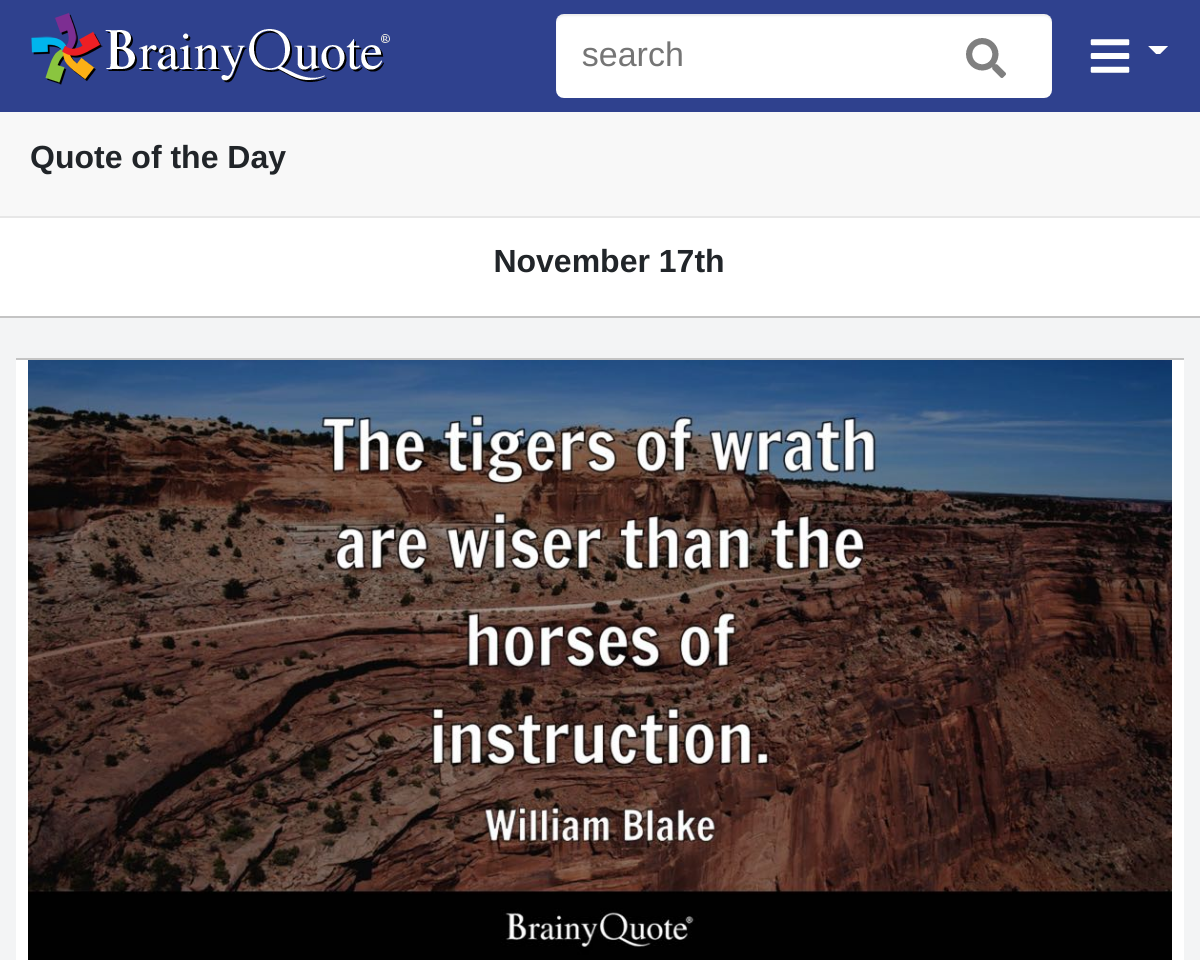 BrainyQuote®
search
Quote of the Day
November 17th
The tigers of wrath
are wiser than the
horses of
instruction.
William Blake
BrainyQuote®